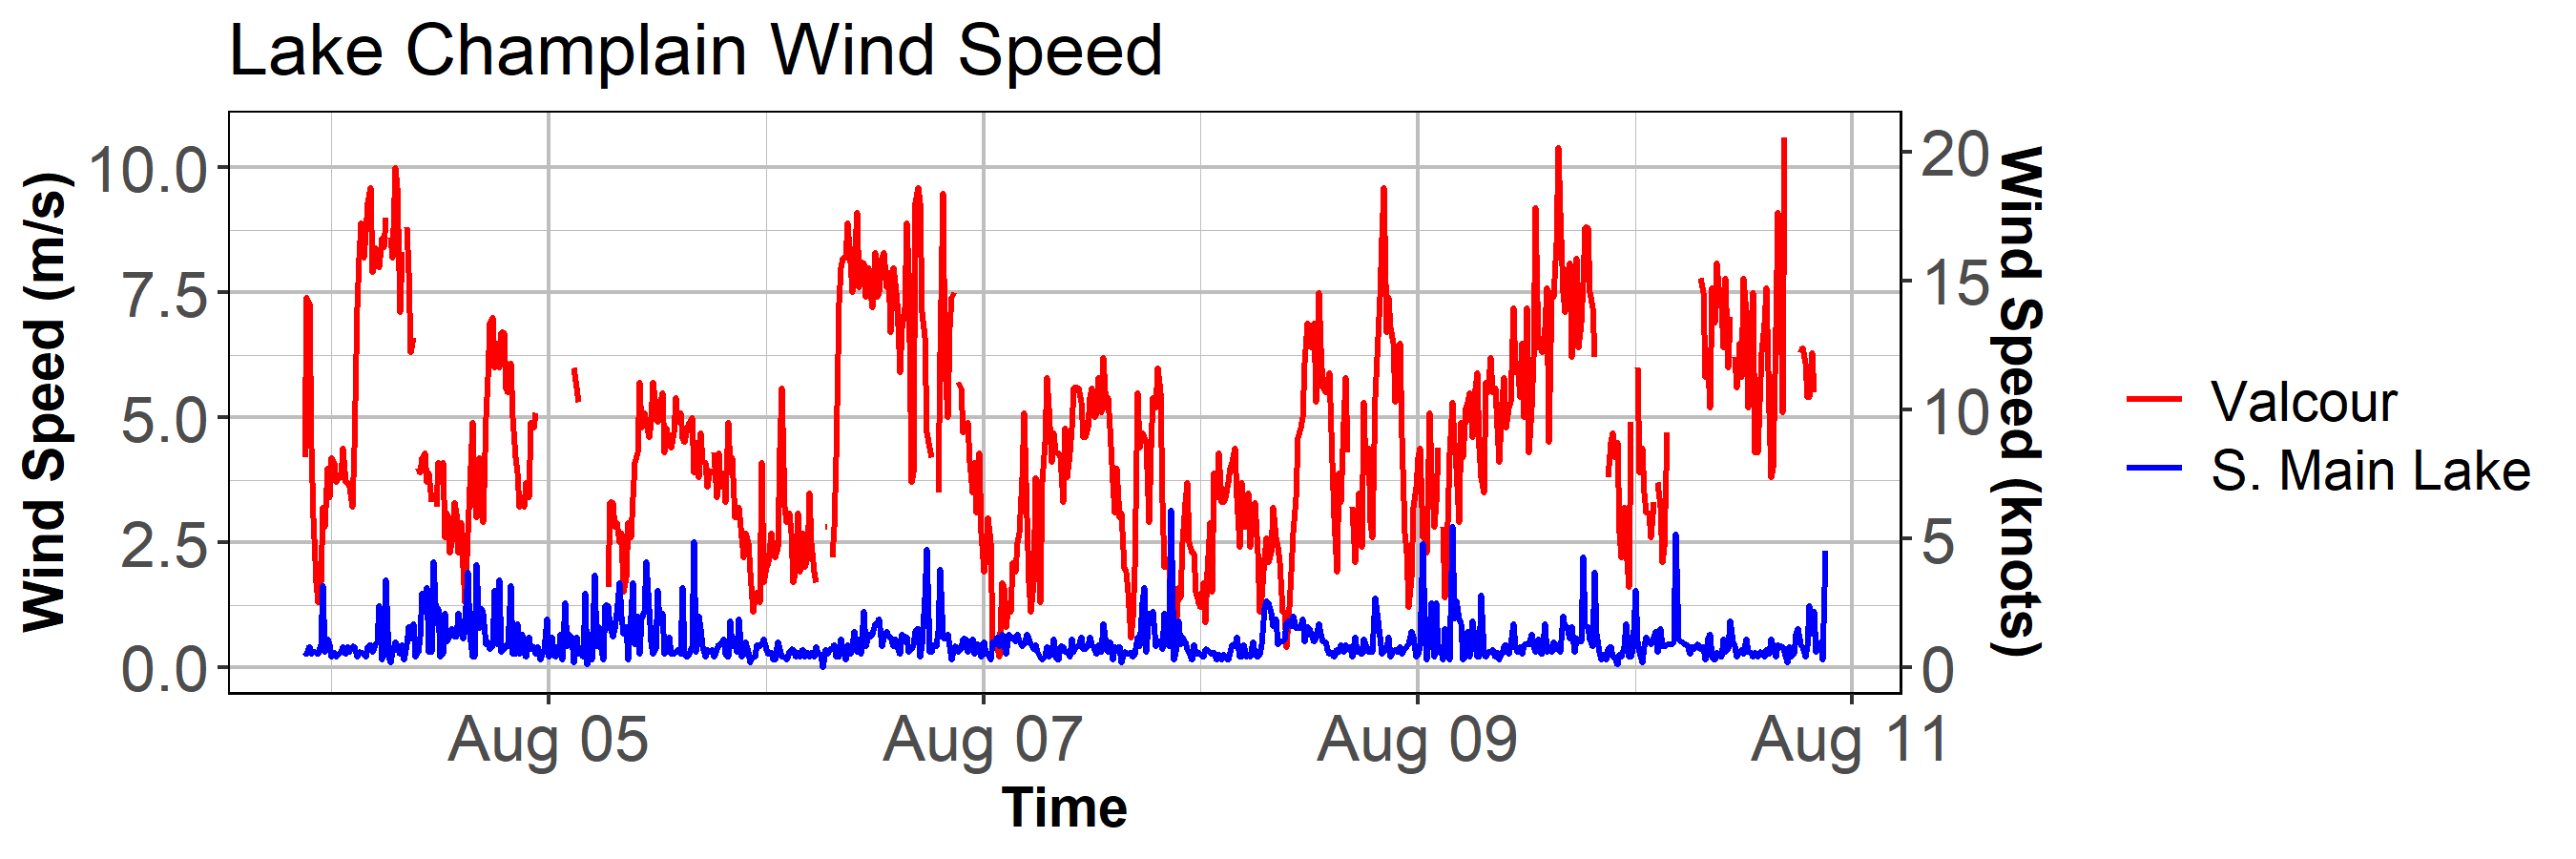 Lake Champlain Wind Speed
Wind Speed (m/s)
10.0
7.5
5.0
2.5
0.0
20
15
10
5
0
Wind Speed (knots)
Aug 05
Aug 07
Aug 09
Aug 11
Time
Valcour
S. Main Lake